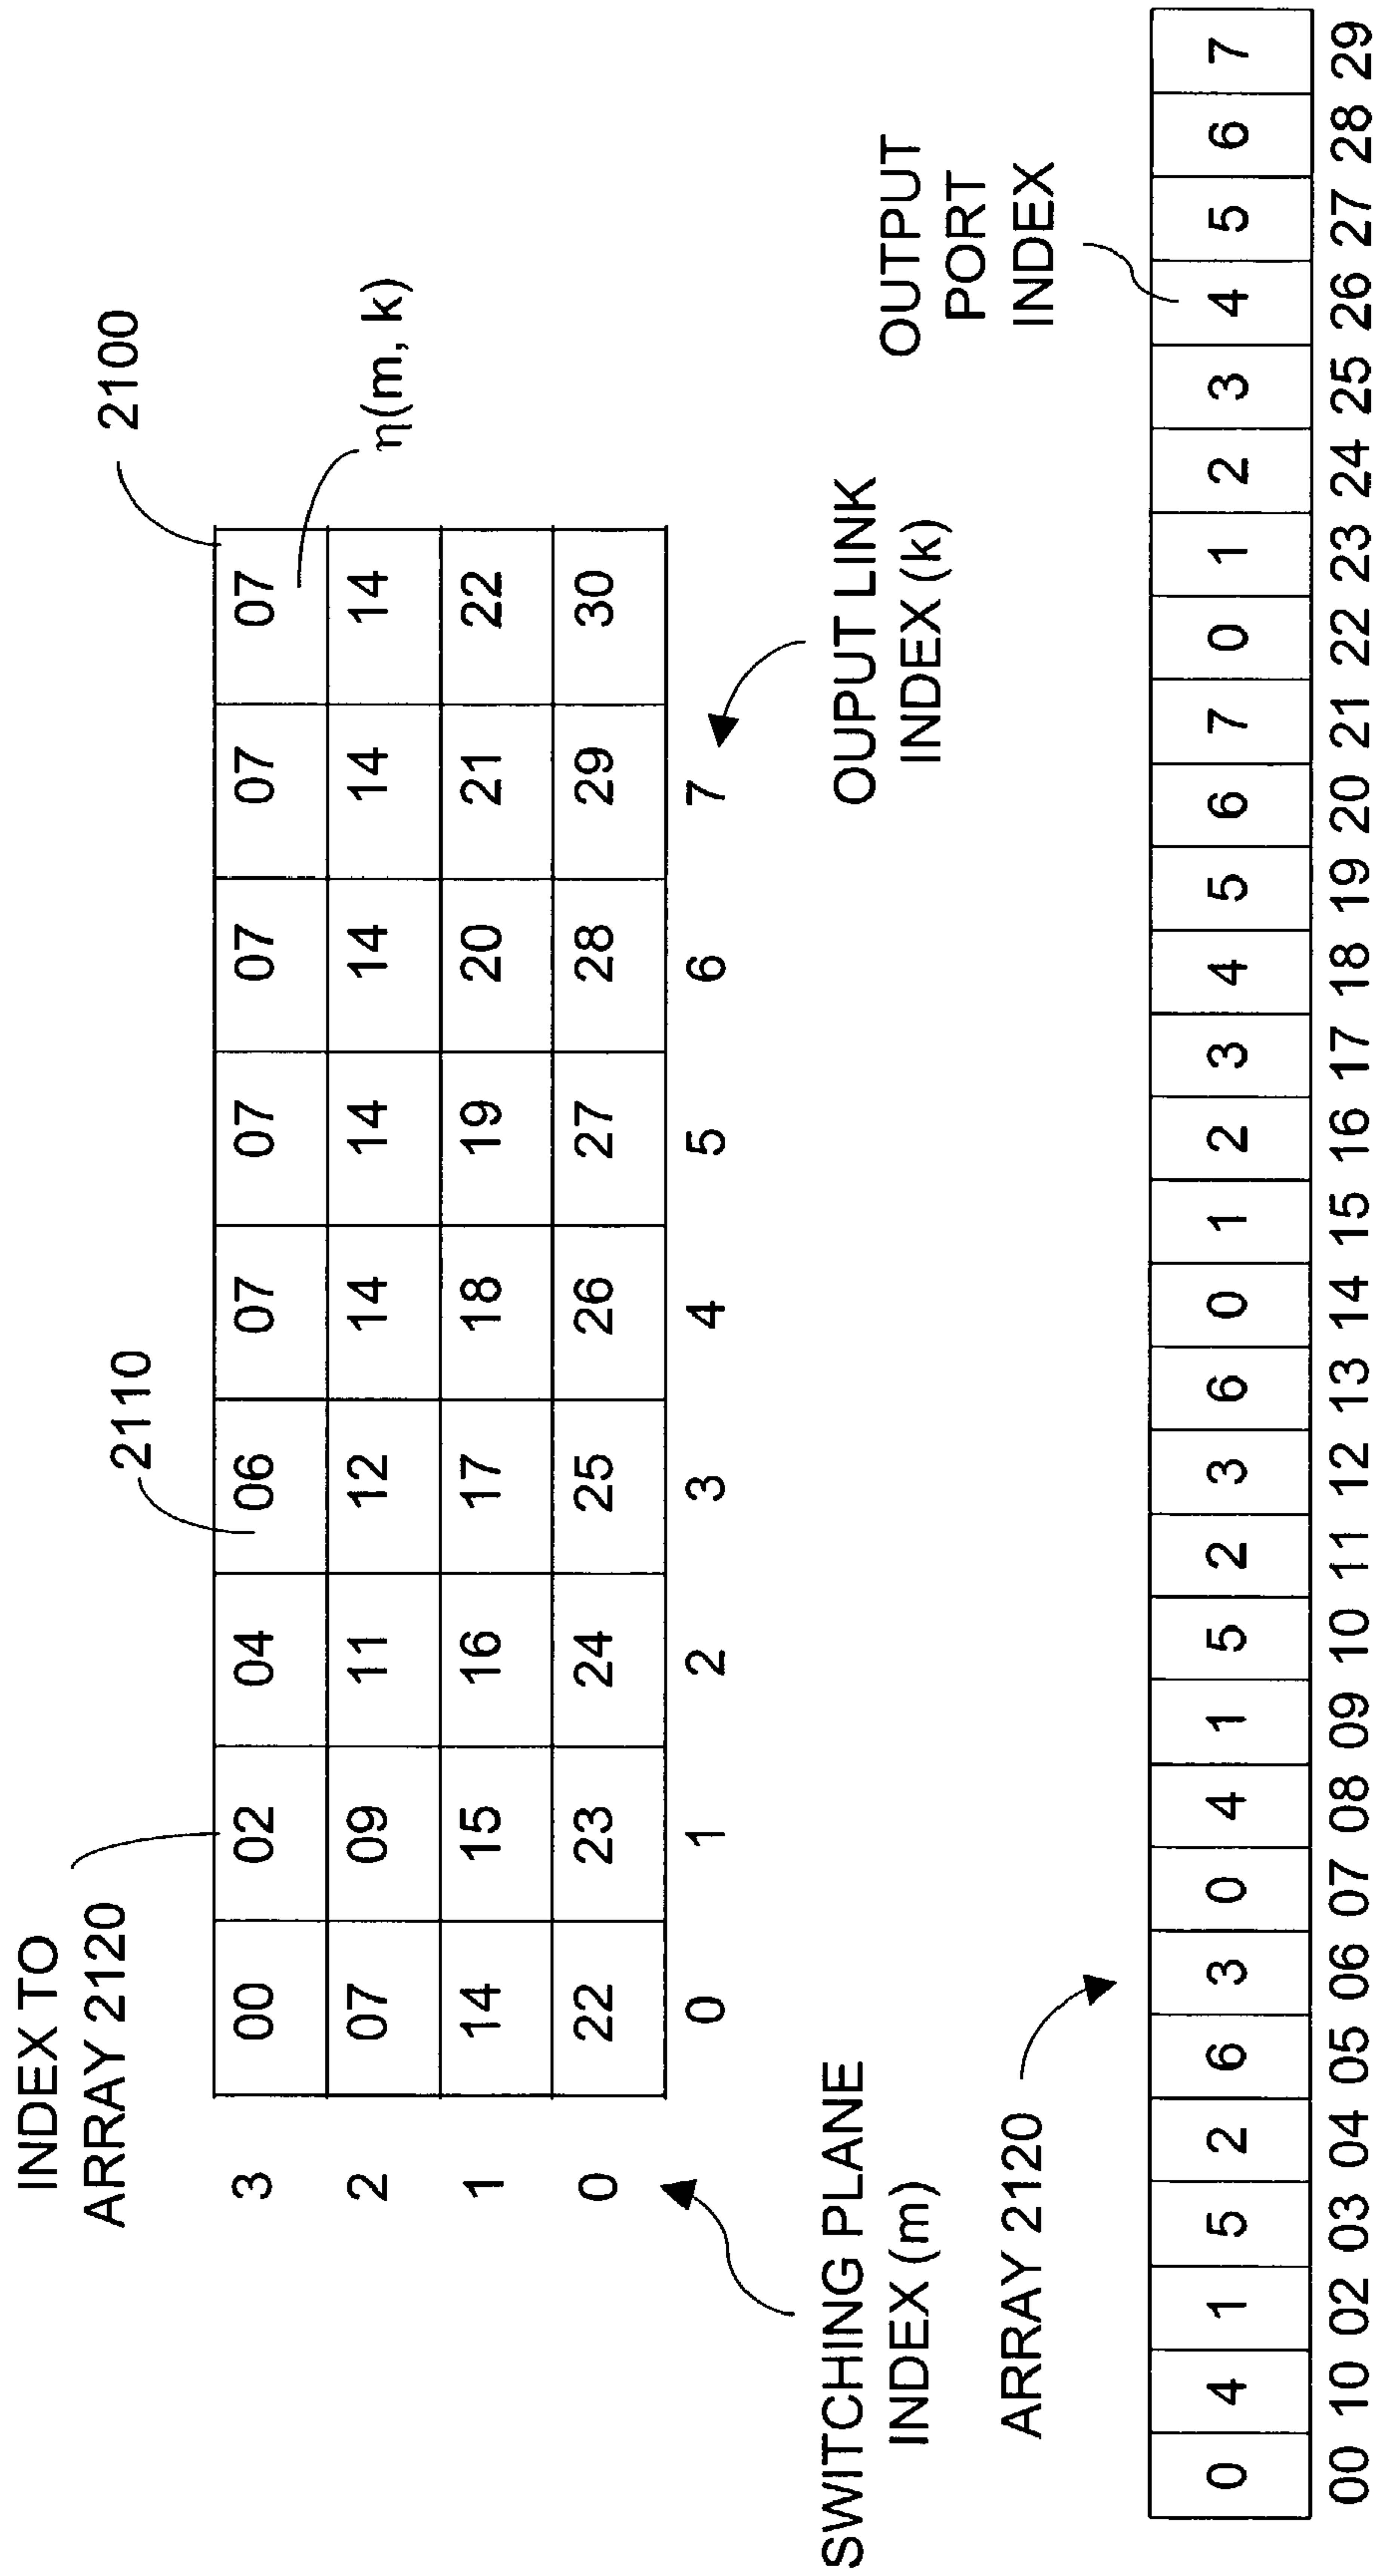 INDEX TO
ARRAY 2120
2110
2100
3 00 02 04 06 07 07 07 07 07
2 07 09 11 12 14 14 14 14 14
1 14 15 16 17 18 19 20 21 22
0 22 23 24 25 26 27 28 29 30
0 1 2 3 4 5 6 7
η(m, k)
SWITCHING PLANE
INDEX (m)
OUPUT LINK
INDEX (k)
ARRAY 2120
OUTPUT
PORT
INDEX
0 4 1 5 2 6 3 0 4 1 5 2 3 6 0 1 2 3 4 5 6 7 0 1 2 3 4 5 6 7
00 10 02 03 04 05 06 07 08 09 10 11 12 13 14 15 16 17 18 19 20 21 22 23 24 25 26 27 28 29